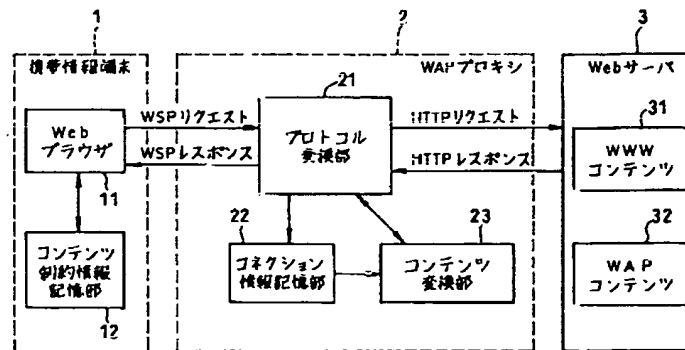 1
2
3
携帯情報端末
WAPプロキシ
Webサーバ
21
Web
ブラウザ
11
WSPリクエスト
WSPレスポンス
プロトコル
変換部
HTTPリクエスト
HTTPレスポンス
31
WWW
コンテンツ
22
23
32
コンテンツ
制約情報
記憶部
12
コネクション
情報記憶部
コンテンツ
変換部
WAP
コンテンツ